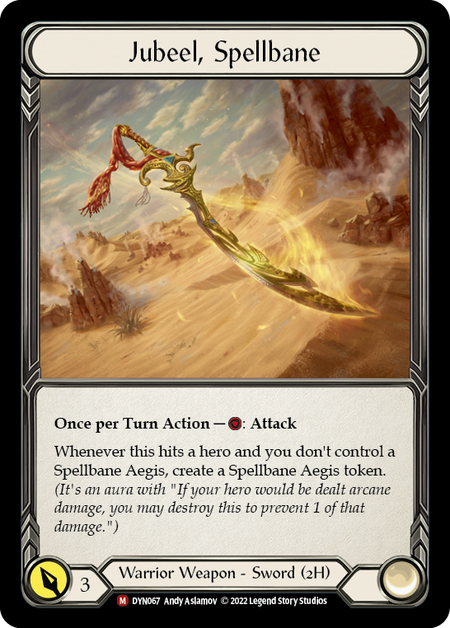 Jubeel, Spellbane
Once per Turn Action — : Attack
Whenever this hits a hero and you don't control a
Spellbane Aegis, create a Spellbane Aegis token.
(It's an aura with "If your hero would be dealt arcane
damage, you may destroy this to prevent 1 of that
damage.")
3
Warrior Weapon - Sword (2H)
M DYN067 Andy Aslamov © 2022 Legend Story Studios